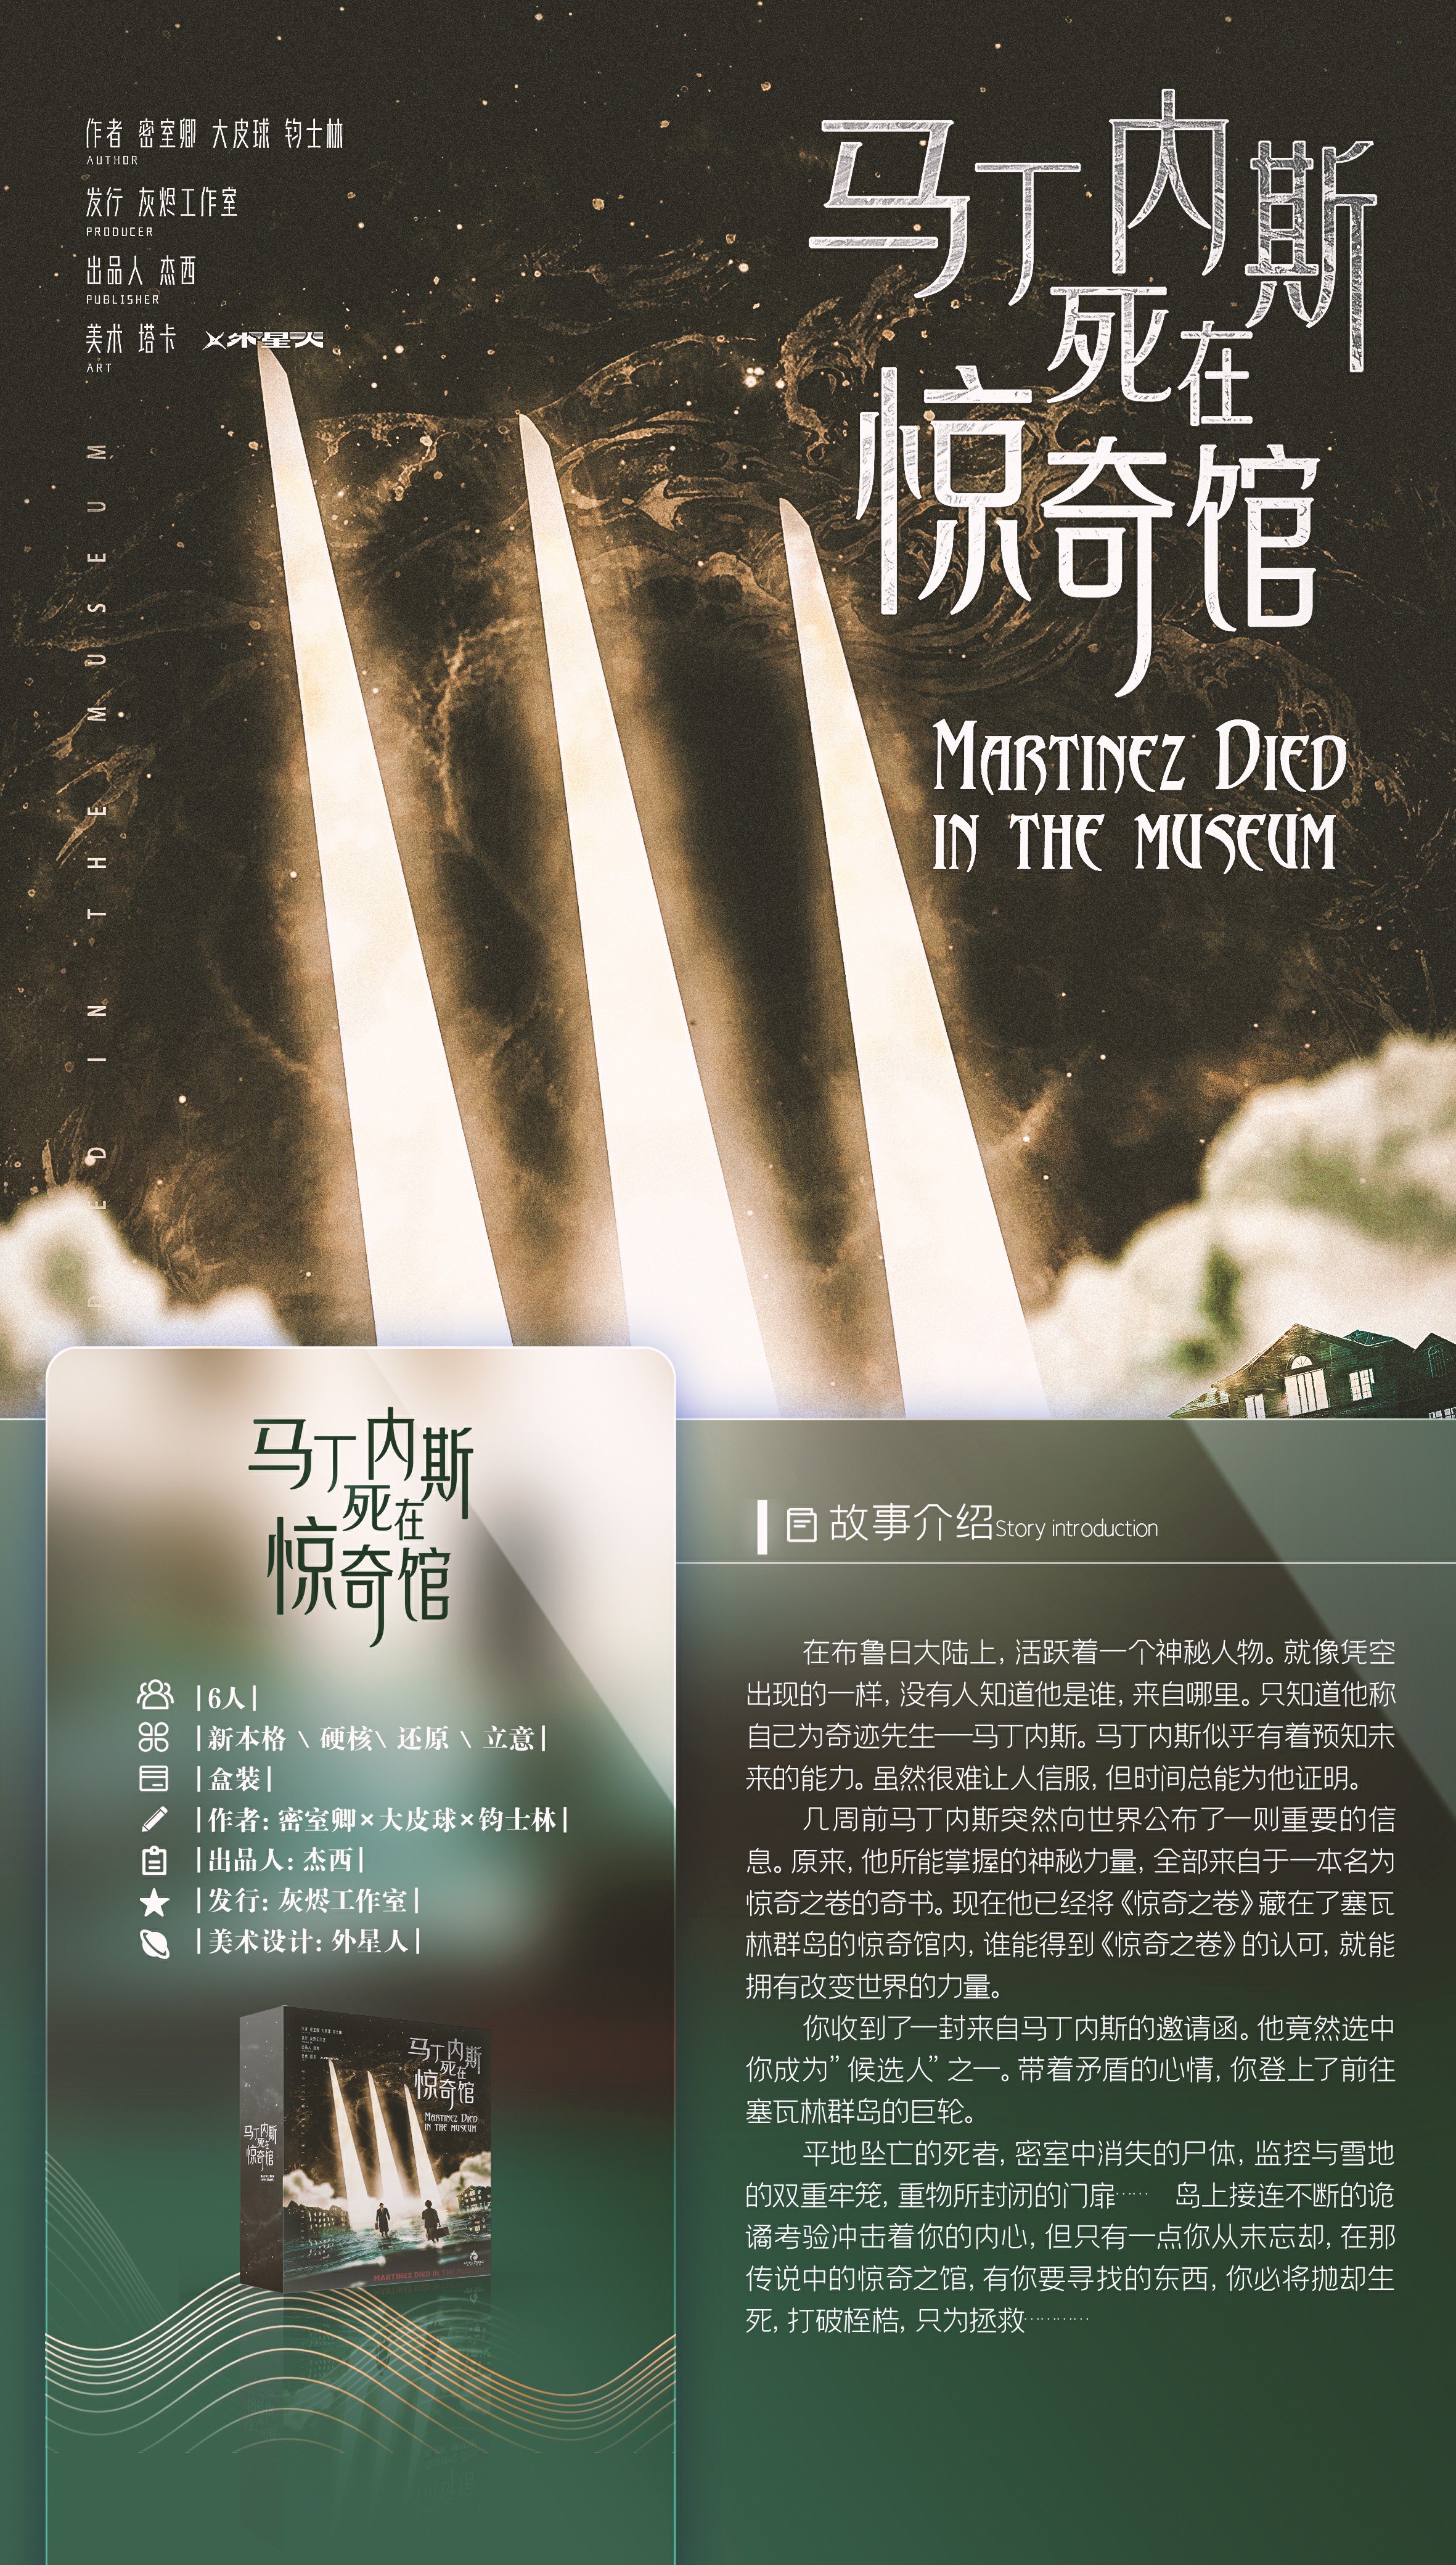 作者 密室卿 大皮球 钧士林
AUTHOR
发行 灰烬工作室
PRODUCER
出品人 杰西
PUBLISHER
美术 塔卡
ART
马丁内斯
死在
惊奇馆
MARTINEZ DIED
IN THE MUSEUM
DIED IN THE MUSEUM
马丁内斯
死在
惊奇馆
|6人|
|新本格 \ 硬核\ 还原 \ 立意|
|盒装|
|作者: 密室卿×大皮球×钧士林|
|出品人: 杰西|
|发行: 灰烬工作室|
|美术设计: 外星人|
马丁内斯
死在
惊奇馆
马丁内斯
死在
惊奇馆
MARTINEZ DIED
IN THE MUSEUM
故事介绍Story introduction
在布鲁日大陆上, 活跃着一个神秘人物。就像凭空
出现的一样, 没有人知道他是谁, 来自哪里。只知道他称
自己为奇迹先生——马丁内斯。马丁内斯似乎有着预知未
来的能力。虽然很难让人信服, 但时间总能为他证明。
几周前马丁内斯突然向世界公布了一则重要的信
息。原来, 他所能掌握的神秘力量, 全部来自于一本名为
惊奇之卷的奇书。现在他已经将《惊奇之卷》藏在了塞瓦
林群岛的惊奇馆内, 谁能得到《惊奇之卷》的认可, 就能
拥有改变世界的力量。
你收到了一封来自马丁内斯的邀请函。他竟然选中
你成为”候选人”之一。带着矛盾的心情, 你登上了前往
塞瓦林群岛的巨轮。
平地坠亡的死者, 密室中消失的尸体, 监控与雪地
的双重牢笼, 重物所封闭的门扉…… 岛上接连不断的诡
谲考验冲击着你的内心, 但只有一点你从未忘却, 在那
传说中的惊奇之馆, 有你要寻找的东西, 你必将抛却生
死, 打破桎梏, 只为拯救…………